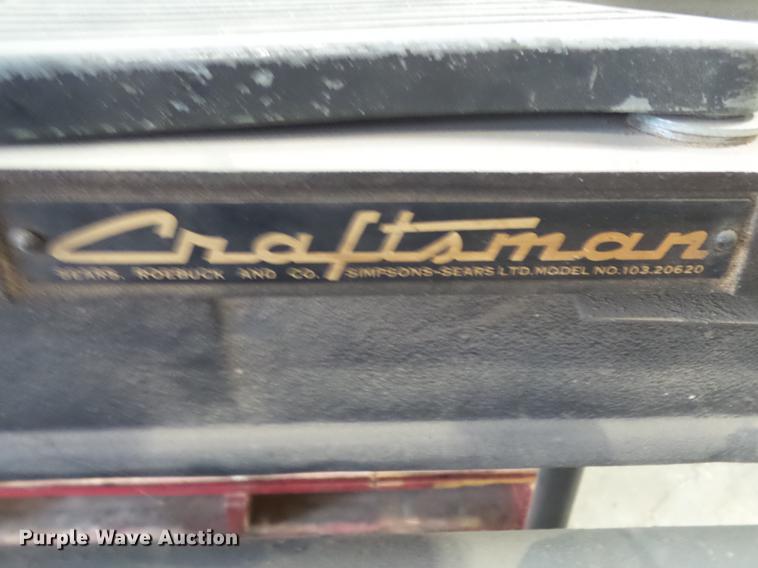 Craftsman
SEARS, ROEBUCK AND CO. SIMPSONS-SEARS LTD. MODEL NO. 103.20620
Purple Wave Auction